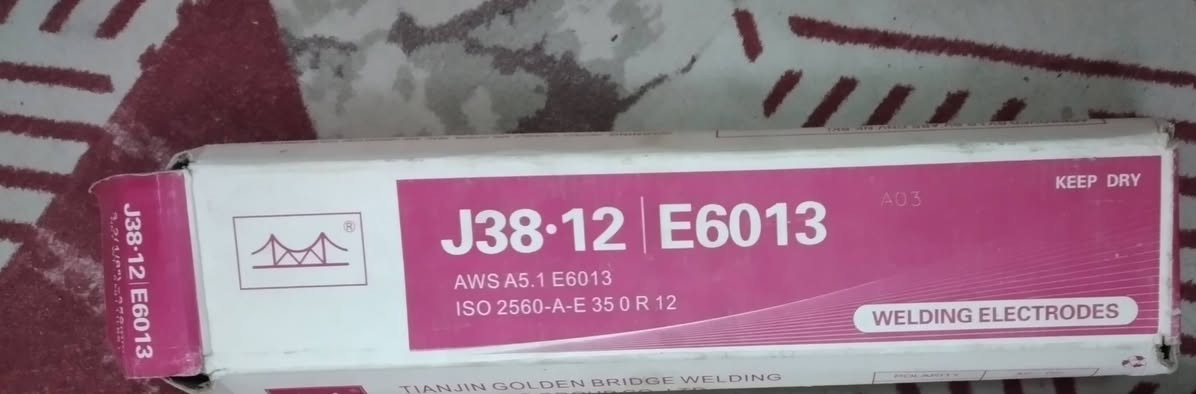 KEEP DRY
A03
J38·12 | E6013
AWS A5.1 E6013
ISO 2560-A-E 35 0 R 12
WELDING ELECTRODES
®
J38·12 | E6013
TIANJIN GOLDEN BRIDGE WELDING
POLARITY